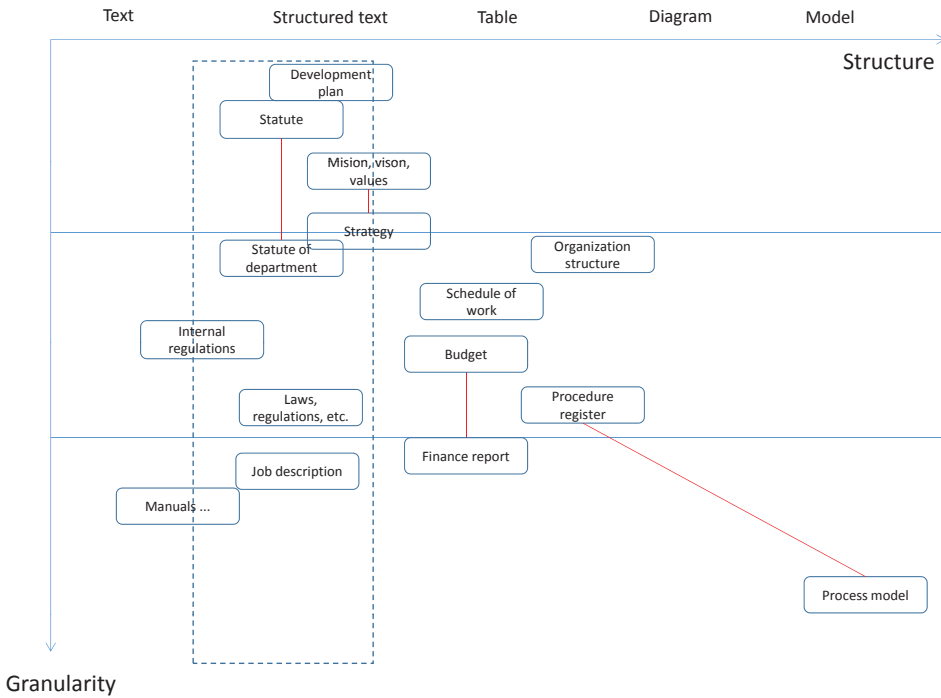 Text
Structured text
Table
Diagram
Model
Structure
Development
plan
Statute
Mision, vison,
values
Strategy
Statute of
department
Organization
structure
Schedule of
work
Internal
regulations
Budget
Laws,
regulations, etc.
Procedure
register
Finance report
Job description
Manuals ...
Process model
Granularity